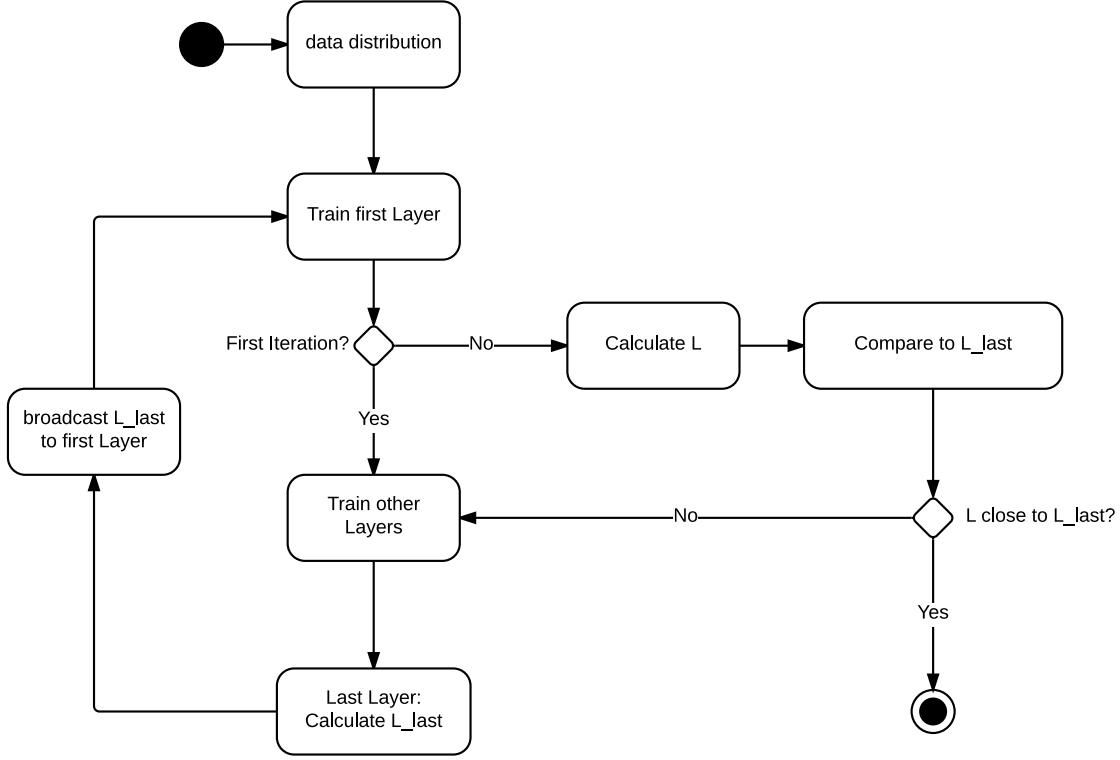 data distribution
Train first Layer
First Iteration?
No
Calculate L
Compare to L_last
broadcast L_last
to first Layer
Yes
Train other
Layers
No
L close to L_last?
Yes
Last Layer:
Calculate L_last